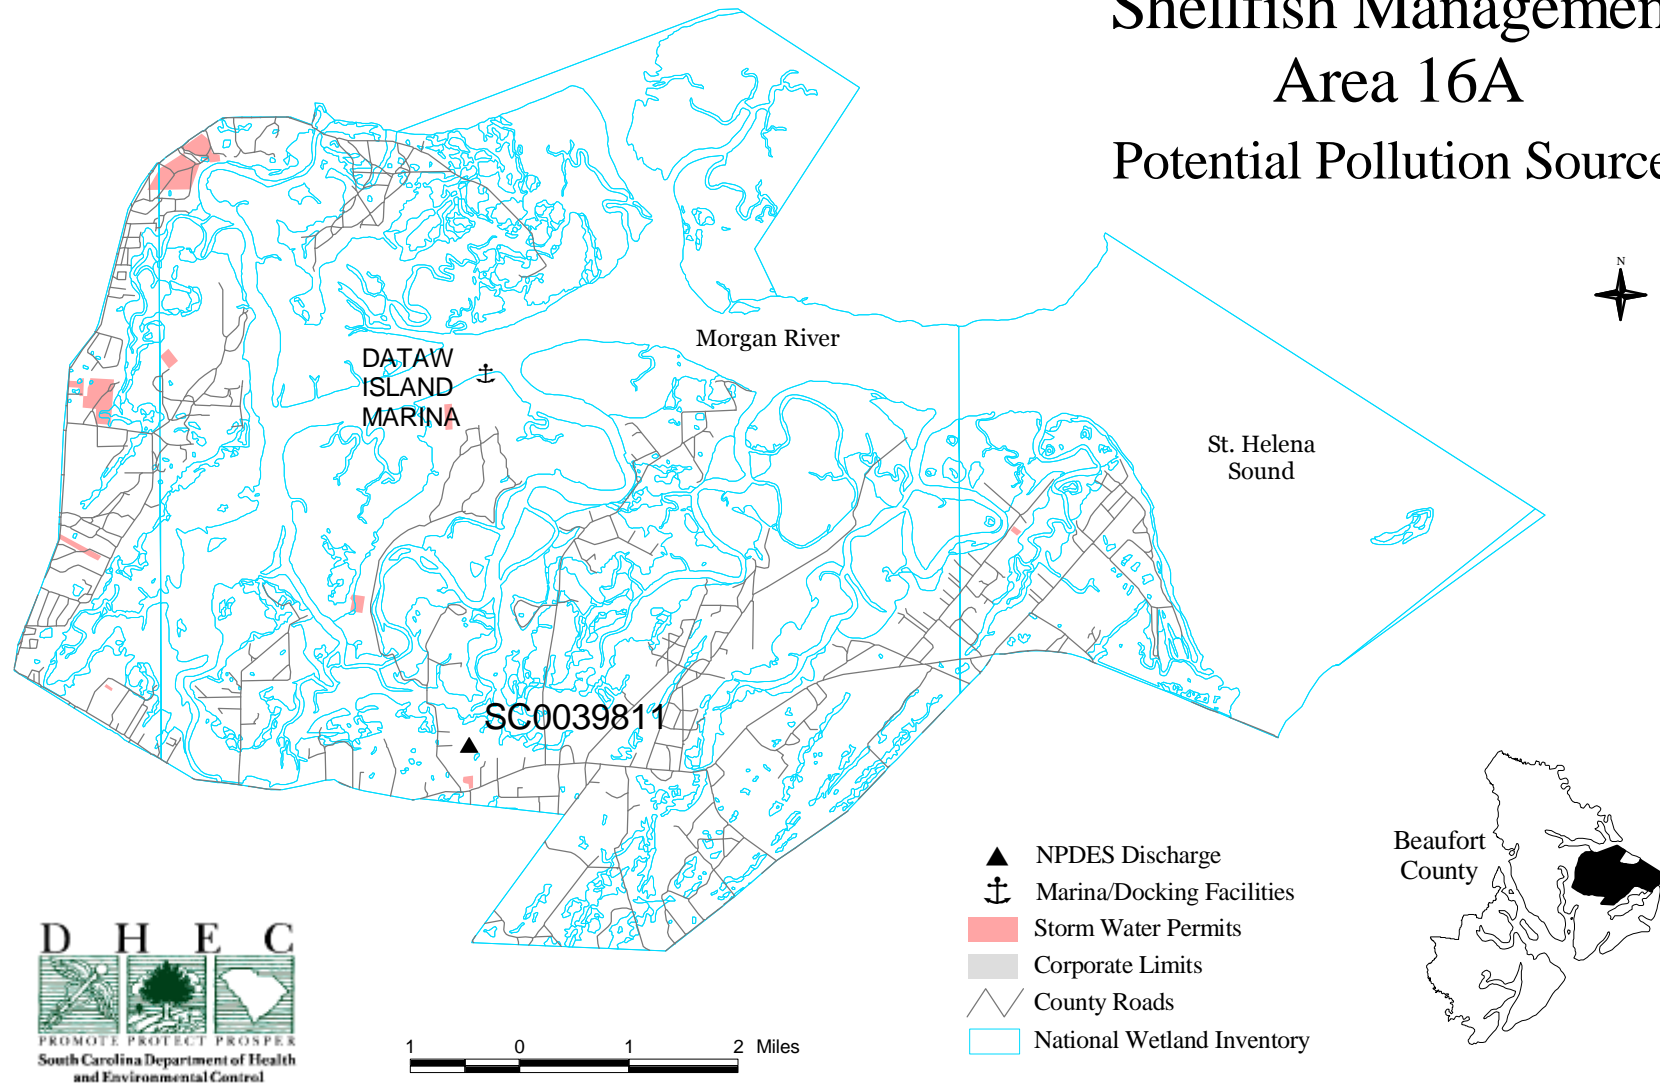 Shellfish Managemen
Area 16A
Potential Pollution Source
N
Morgan River
DATAW
ISLAND
MARINA
St. Helena
Sound
SC0039811
NPDES Discharge
Marina/Docking Facilities
Storm Water Permits
Corporate Limits
County Roads
National Wetland Inventory
Beaufort
County
D H E C
PROMOTE PROTECT PROSPER
South Carolina Department of Health
and Environmental Control
1 0 1 2 Miles